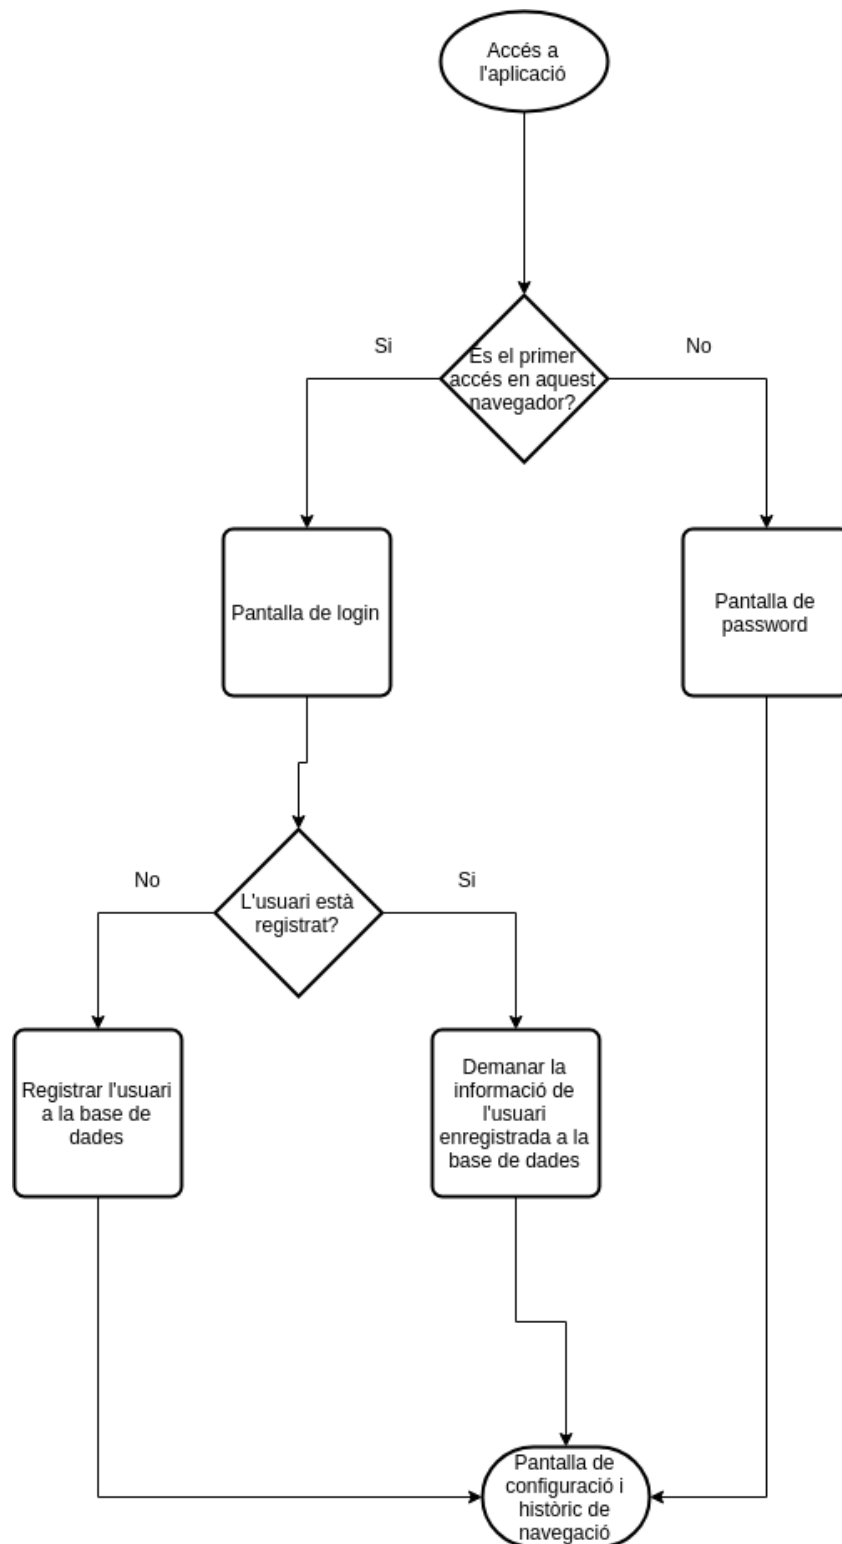 Accés a
l'aplicació
Es el primer
accés en aquest
navegador?
Si
No
Pantalla de login
Pantalla de
password
L'usuari està
registrat?
No
Si
Registrar l'usuari
a la base de
dades
Demanar la
informació de
l'usuari
enregistrada a la
base de dades
Pantalla de
configuració i
històric de
navegació